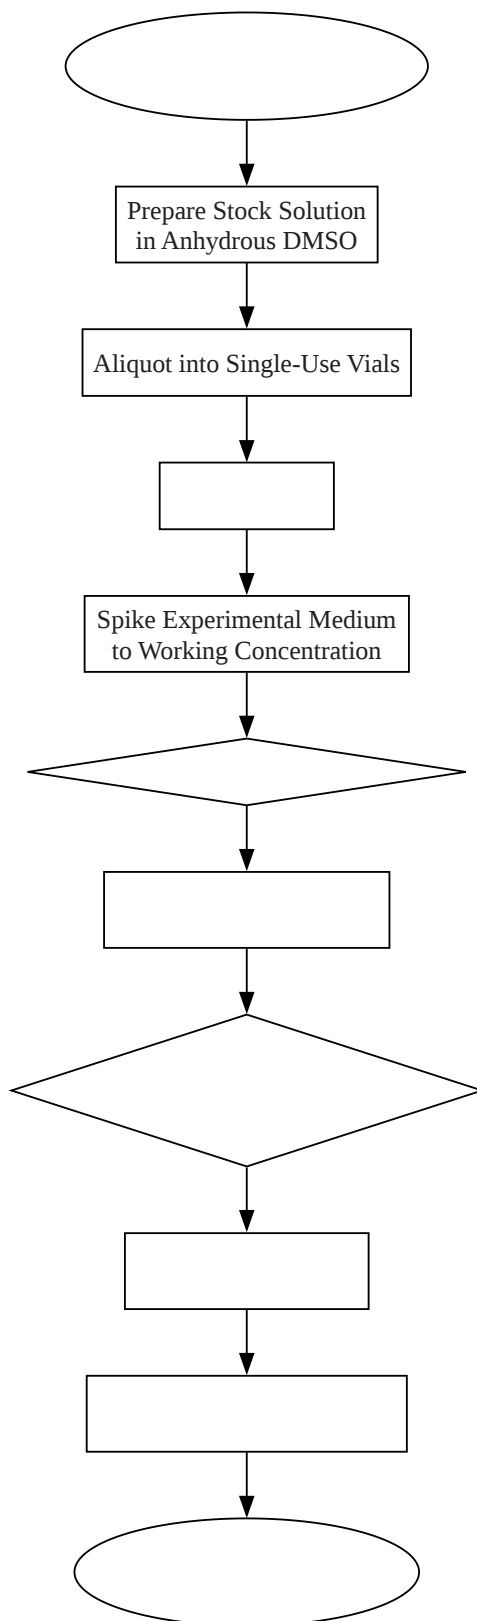 Prepare Stock Solution
in Anhydrous DMSO
Aliquot into Single-Use Vials
Spike Experimental Medium
to Working Concentration